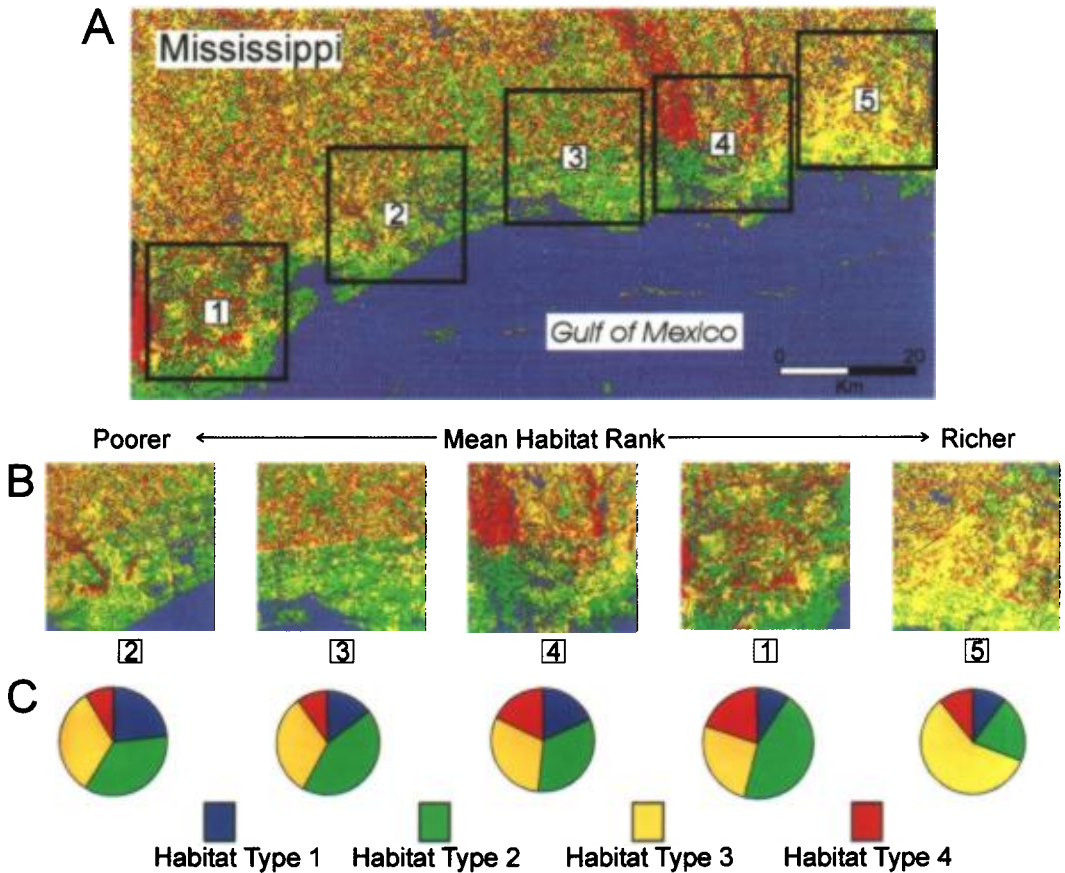 A
Mississippi
1
2
3
4
5
Gulf of Mexico
0 20
Km
Poorer Mean Habitat Rank Richer
B
2 3 4 1 5
C
Habitat Type 1 Habitat Type 2 Habitat Type 3 Habitat Type 4